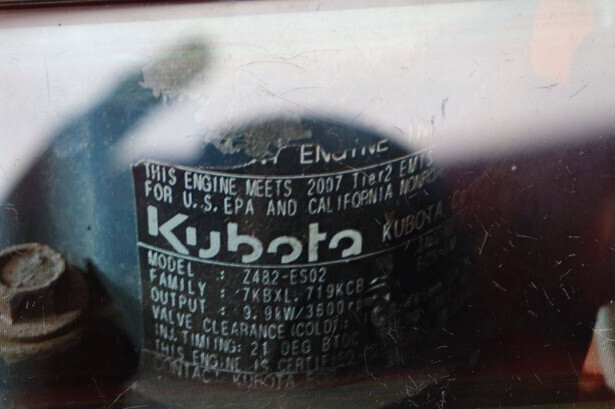 ENGINE
THIS ENGINE MEETS 2007 Tier2
FOR U.S. EPA AND CALIFORNIA
Kubota KUBOTA
MODEL : Z482-ES02
FAMILY : 7KBXL.719KCB
OUTPUT : 9.9kW/3600
VALVE CLEARANCE(COLD):
INJ.TIMING: 21 DEG BTDC
THIS ENGINE IS CERTIFIED
CONTACT KUBOTA